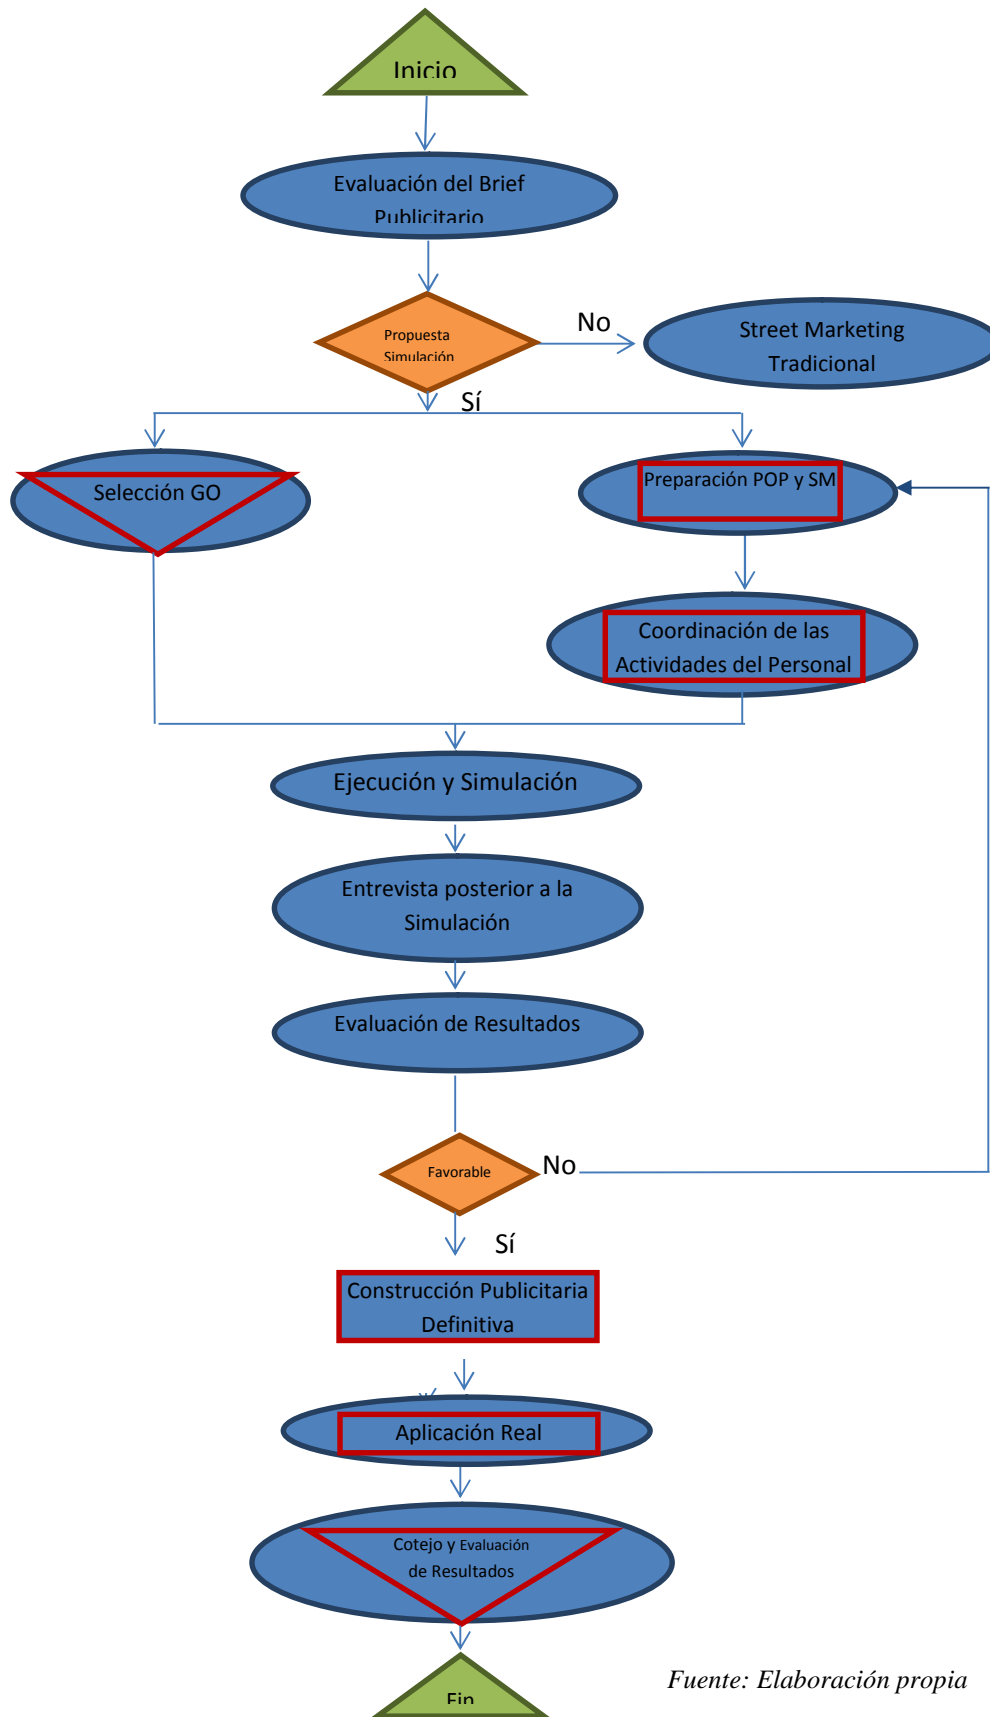 Inicio
Evaluación del Brief
Publicitario
Propuesta
Simulación
No
Street Marketing
Tradicional
Sí
Selección GO
Preparación POP y SM
Coordinación de las
Actividades del Personal
Ejecución y Simulación
Entrevista posterior a la
Simulación
Evaluación de Resultados
Favorable
No
Sí
Construcción Publicitaria
Definitiva
Aplicación Real
Cotejo y Evaluación
de Resultados
Fin
Fuente: Elaboración propia